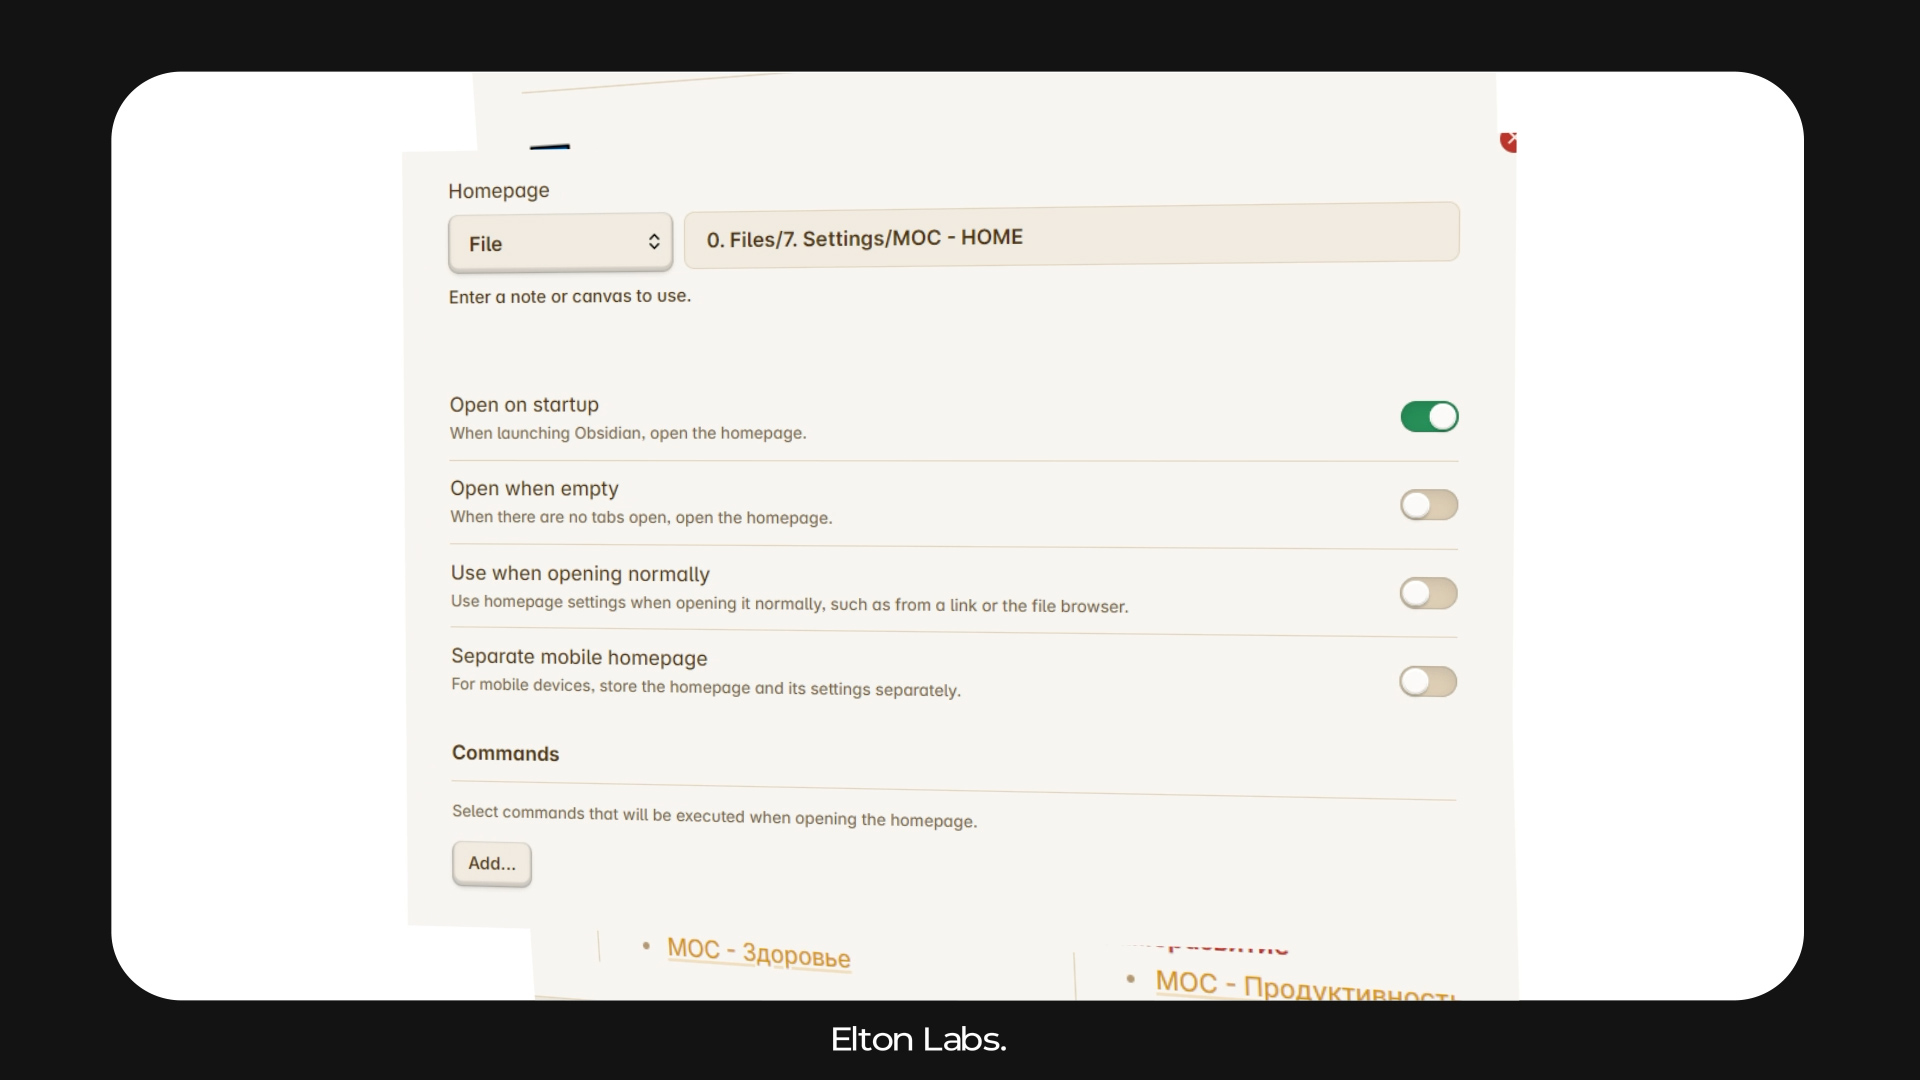 Homepage
File
0. Files/7. Settings/MOC - HOME
Enter a note or canvas to use.
Open on startup
When launching Obsidian, open the homepage.
Open when empty
When there are no tabs open, open the homepage.
Use when opening normally
Use homepage settings when opening it normally, such as from a link or the file browser.
Separate mobile homepage
For mobile devices, store the homepage and its settings separately.
Commands
Select commands that will be executed when opening the homepage.
Add...
MOC - Здоровье
MOC -
Elton Labs.